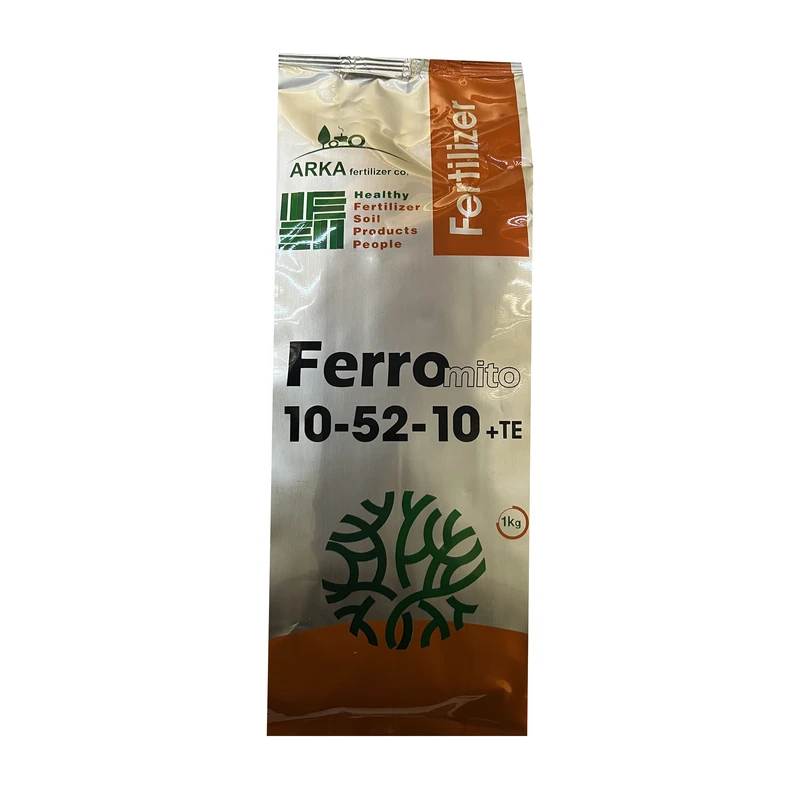 Fertilizer
ARKA fertilizer co.
Healthy
Fertilizer
Soil
Products
People
Ferromito
10-52-10+TE
1kg